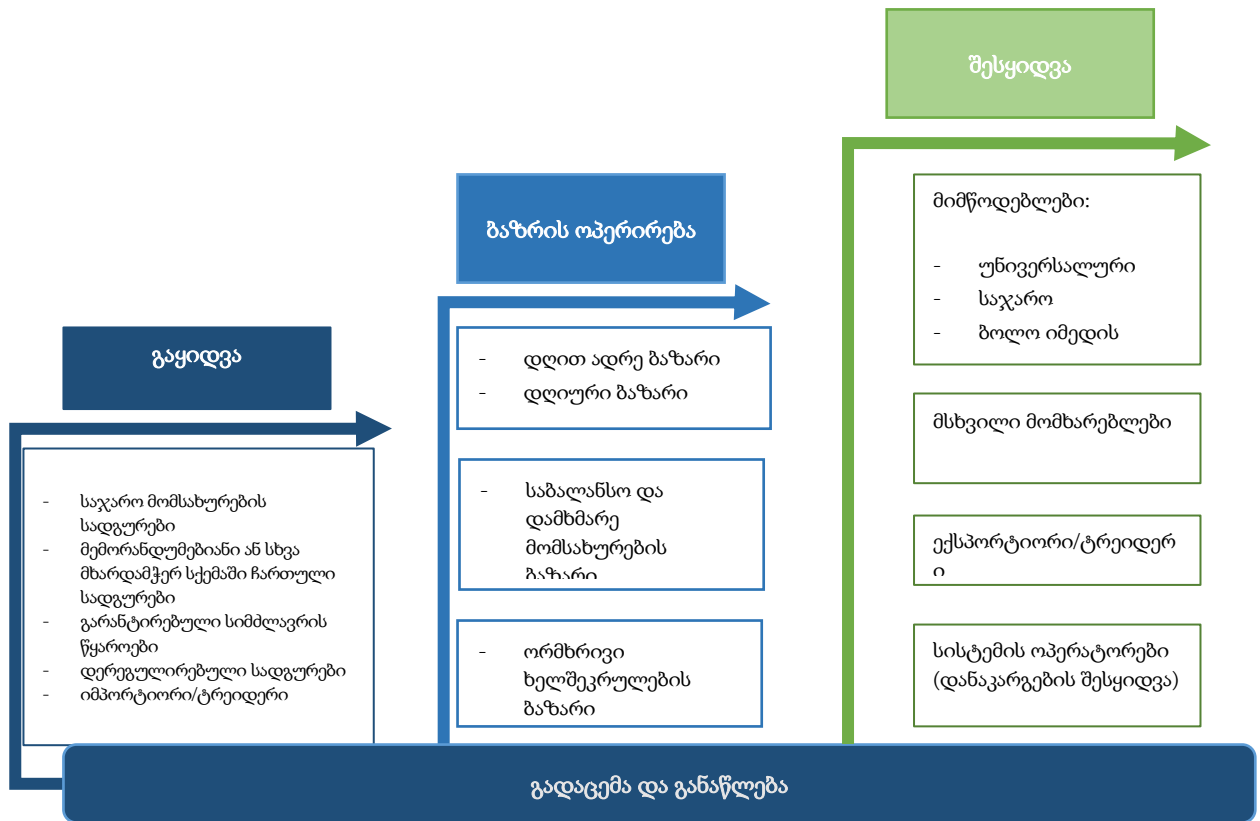 გაყიდვა
- საჯარო მომსახურების
სადგურები
- მემორანდუმებიანი ან სხვა
მხარდამჭერ სქემაში ჩართული
სადგურები
- გარანტირებული სიმძლავრის
წყაროები
- დერეგულირებული სადგურები
- იმპორტიორი/ტრეიდერი
ბაზრის ოპერირება
- დღით ადრე ბაზარი
- დღიური ბაზარი
- საბალანსო და
დამხმარე
მომსახურების
ბაზარი
- ორმხრივი
ხელშეკრულების
ბაზარი
შესყიდვა
მიმწოდებლები:
- უნივერსალური
- საჯარო
- ბოლო იმედის
მსხვილი მომხარებლები
ექსპორტიორი/ტრეიდერ
ი
სისტემის ოპერატორები
(დანაკარგების შესყიდვა)
გადაცემა და განაწლება